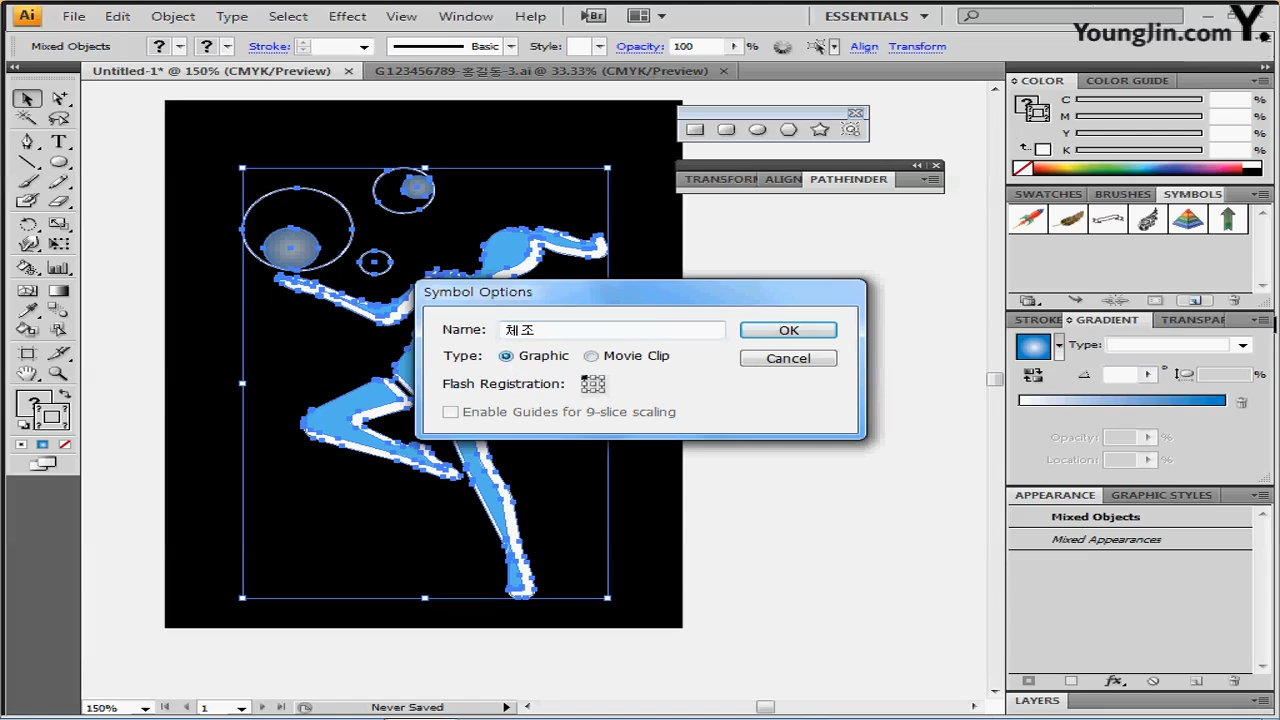 Ai File Edit Object Type Select Effect View Window Help Br ESSENTIALS
YoungJin.com Y.
Mixed Objects ? ? Stroke: Basic Style: Opacity: 100 % Align Transform
Untitled-1* @ 150% (CMYK/Preview) × G123456789-홍길동-3.ai @ 33.33% (CMYK/Preview) ×
COLOR COLOR GUIDE
C %
M %
Y %
K %
TRANSFORM ALIGN PATHFINDER
SWATCHES BRUSHES SYMBOLS
Symbol Options
Name: 체조 OK
Type: Graphic Movie Clip Cancel
Flash Registration:
Enable Guides for 9-slice scaling
STROKE GRADIENT TRANSPAR
Type:
° %
Opacity: %
Location: %
APPEARANCE GRAPHIC STYLES
Mixed Objects
Mixed Appearances
fx
LAYERS
150% 1 Never Saved